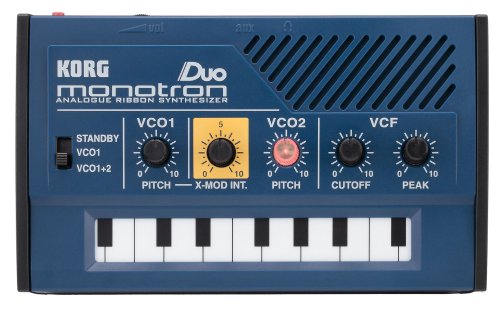 vol aux
KORG Duo
monotron
ANALOGUE RIBBON SYNTHESIZER
VCO1 VCO2 VCF
5
STANDBY
VCO1
VCO1+2
0 10 0 10 0 10 0 10 0 10
PITCH X-MOD INT. PITCH CUTOFF PEAK